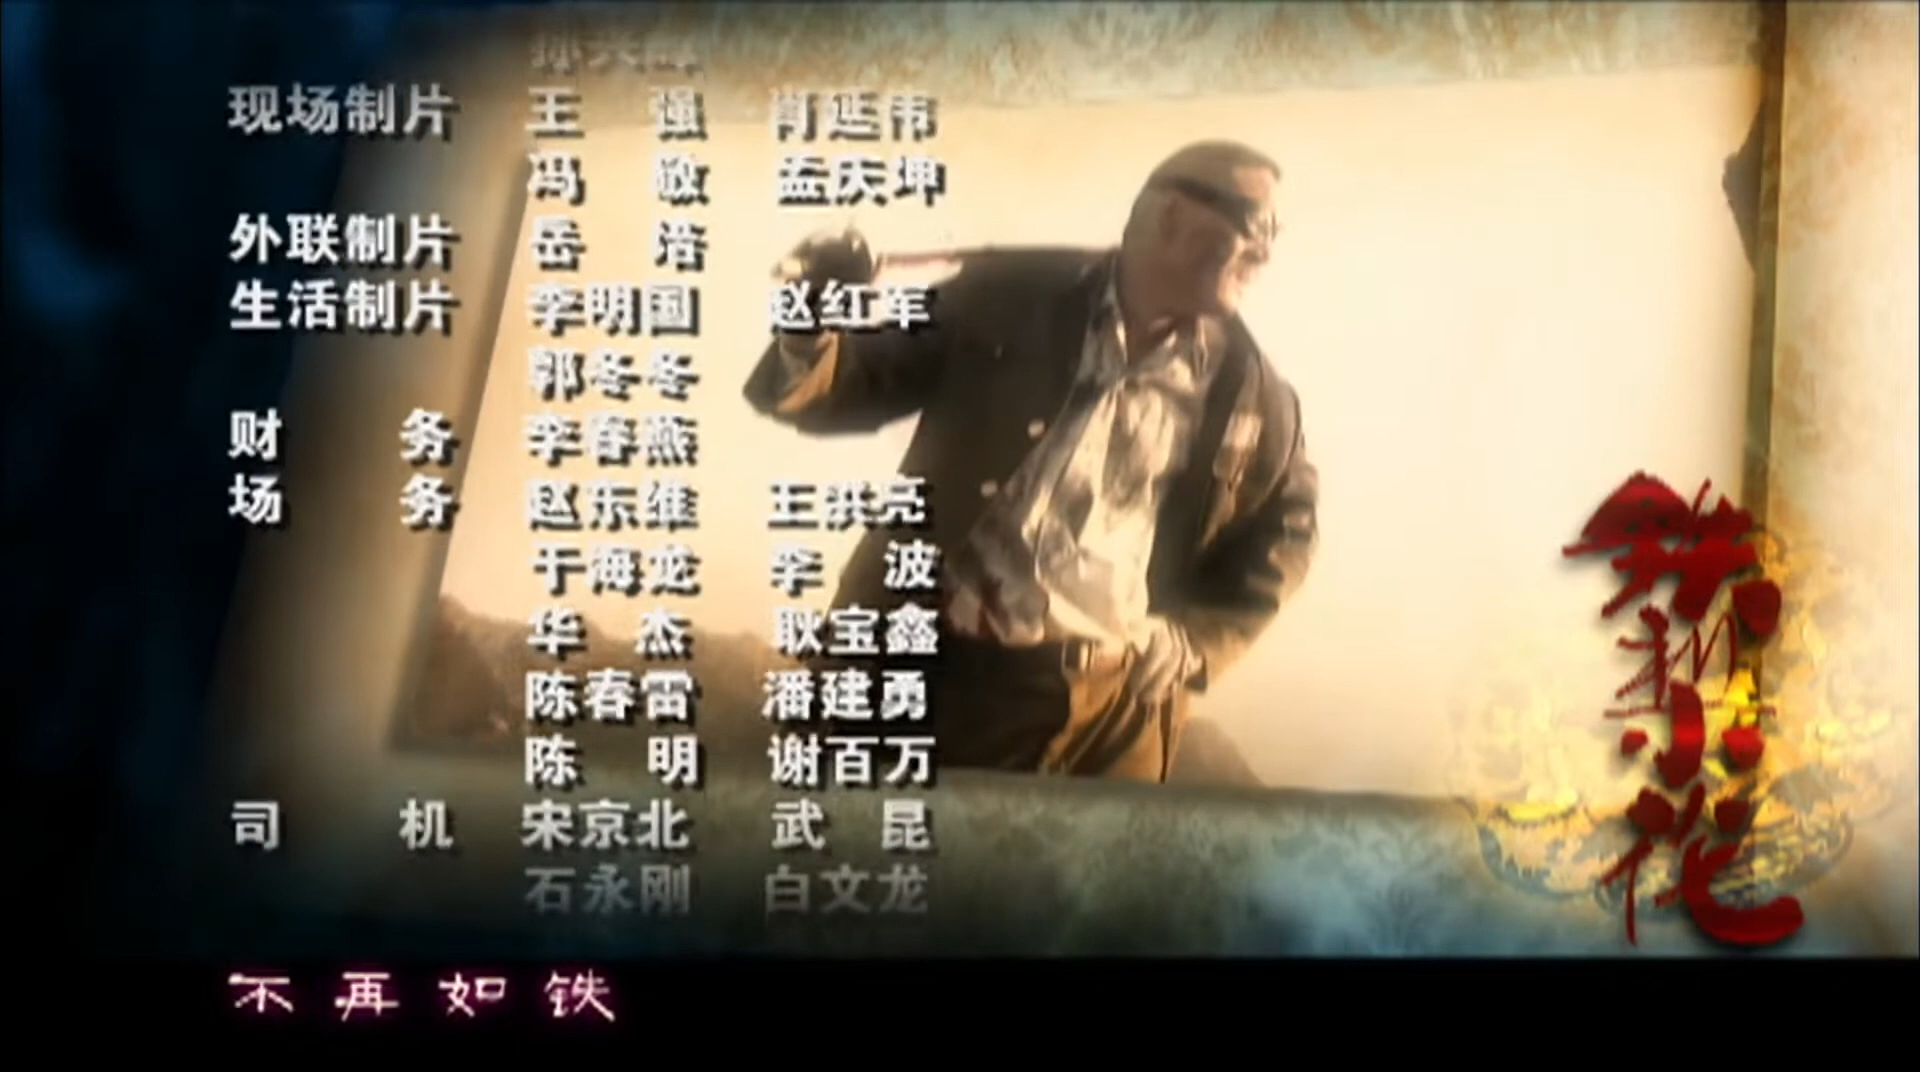 现场制片 王 强 肖延伟
冯 敏 孟庆坤
外联制片 岳 浩
生活制片 李明国 赵红军
郭冬冬
财 务 李春燕
场 务 赵东维 王洪亮
于海龙 李 波
华 杰 耿宝鑫
陈春雷 潘建勇
陈 明 谢百万
司 机 宋京北 武 昆
石永刚 白文龙
铁梨花
不再如铁